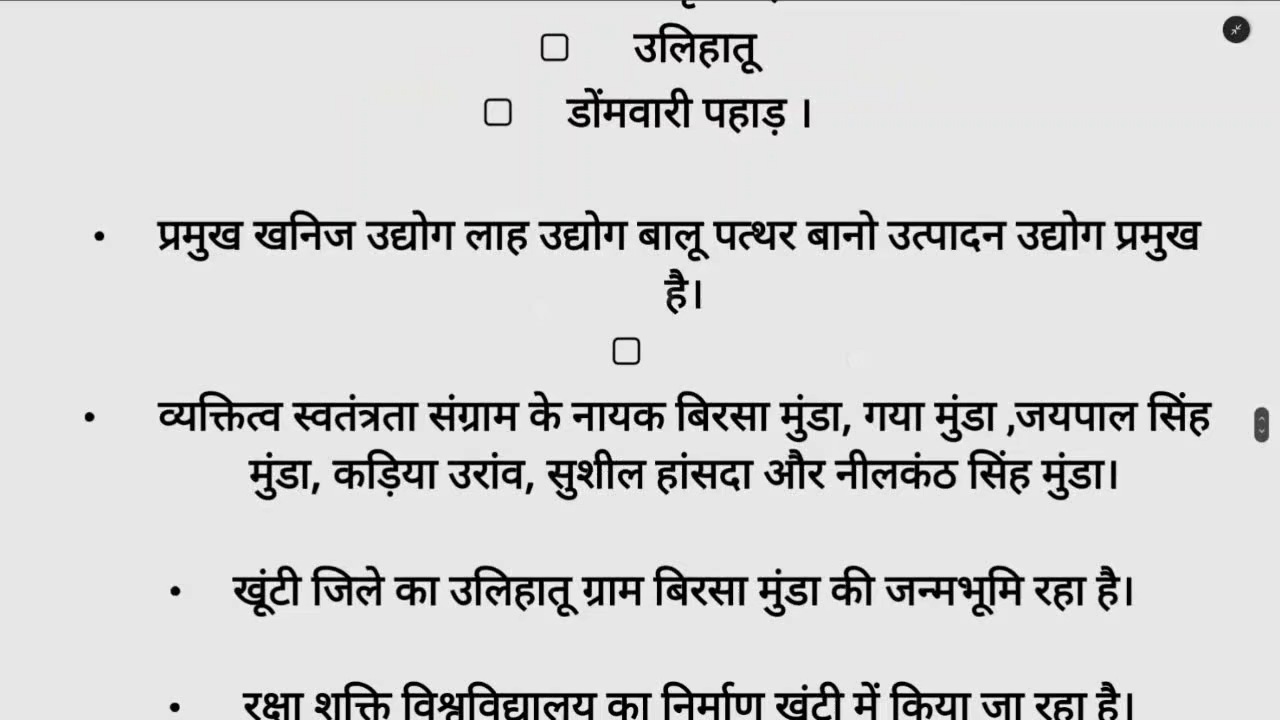 ▢ उलिहातू
▢ डोंमवारी पहाड़ ।
• प्रमुख खनिज उद्योग लाह उद्योग बालू पत्थर बानो उत्पादन उद्योग प्रमुख
है।
▢
• व्यक्तित्व स्वतंत्रता संग्राम के नायक बिरसा मुंडा, गया मुंडा ,जयपाल सिंह
मुंडा, कड़िया उरांव, सुशील हांसदा और नीलकंठ सिंह मुंडा।
• खूंटी जिले का उलिहातू ग्राम बिरसा मुंडा की जन्मभूमि रहा है।
• रक्षा शक्ति विश्वविद्यालय का निर्माण खूंटी में किया जा रहा है।